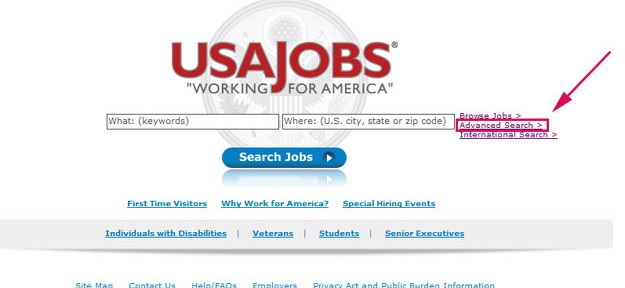 USAJOBS®
"WORKING FOR AMERICA"
What: (keywords) Where: (U.S. city, state or zip code) Browse Jobs >
Advanced Search >
International Search >
Search Jobs
First Time Visitors Why Work for America? Special Hiring Events
Individuals with Disabilities | Veterans | Students | Senior Executives
Site Map Contact Us Help/FAQs Employers Privacy Act and Public Burden Information